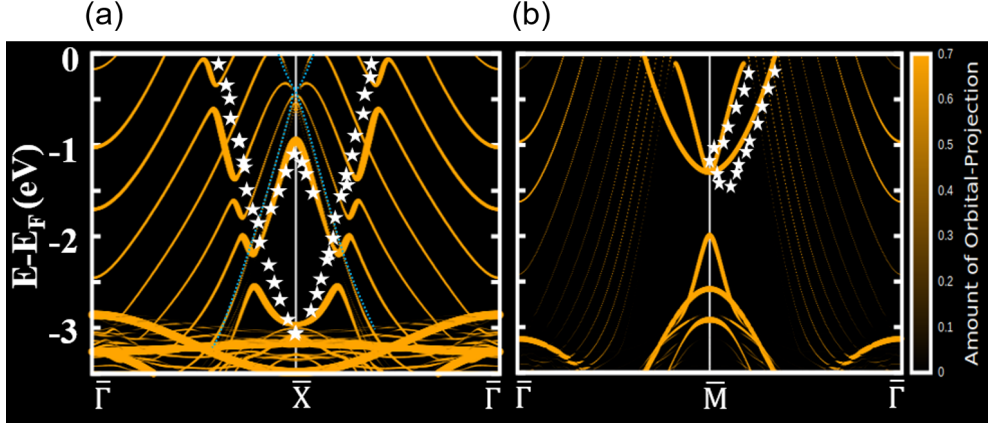 (a)
(b)
E-E_F (eV)
0
-1
-2
-3
Γ̅
X̅
Γ̅
Γ̅
M̅
Γ̅
0.7
0.6
0.5
0.4
0.3
0.2
0.1
0
Amount of Orbital-Projection